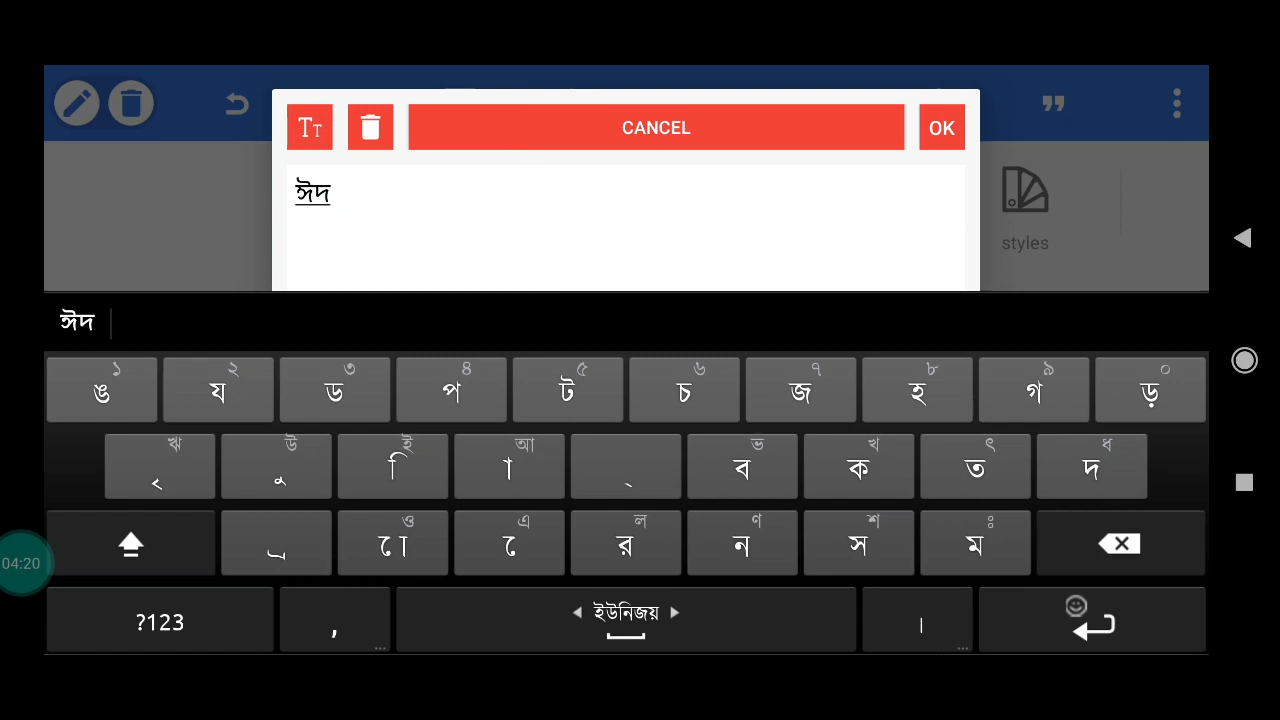 Tт
CANCEL
OK
ঈদ
styles
ঈদ
১ ২ ৩ ৪ ৫ ৬ ৭ ৮ ৯ ০
ঙ য ড প ট চ জ হ গ ড়
ঋ উ ই আ ভ খ ৎ ধ
ৃ ু ি া ্ ব ক ত দ
ও এ ল ণ শ ঃ
্র ো ে র ন স ম
04:20
?123 , ইউনিজয় ।